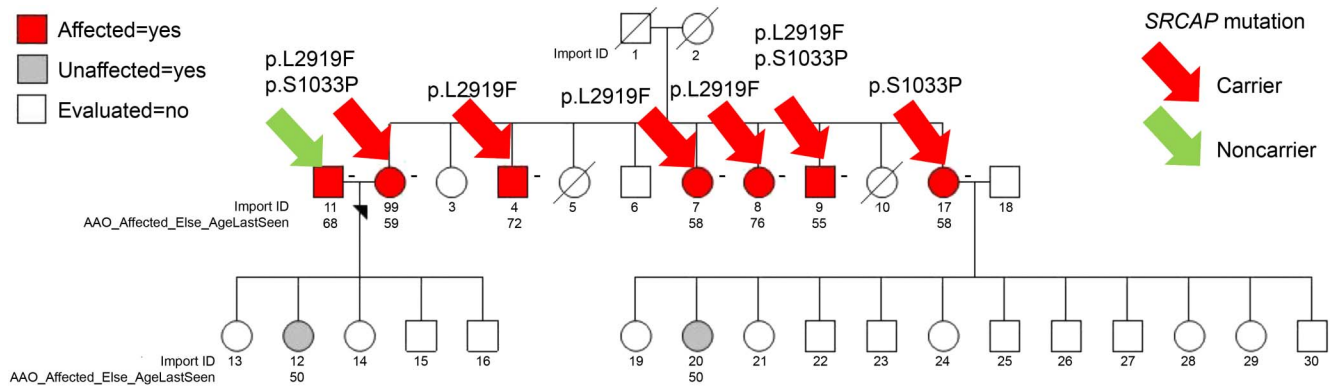 Affected=yes
Unaffected=yes
Evaluated=no
SRCAP mutation
Carrier
Noncarrier
Import ID 1 2
p.L2919F
p.S1033P
p.L2919F
p.L2919F
p.L2919F
p.L2919F
p.S1033P
p.S1033P
- - - - - - -
Import ID 11 99 3 4 5 6 7 8 9 10 17 18
AAO_Affected_Else_AgeLastSeen 68 59 72 58 76 55 58
Import ID 13 12 14 15 16 19 20 21 22 23 24 25 26 27 28 29 30
AAO_Affected_Else_AgeLastSeen 50 50